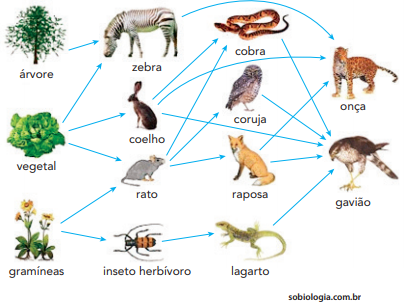 árvore
zebra
cobra
onça
vegetal
coelho
coruja
rato
raposa
gavião
gramíneas
inseto herbívoro
lagarto
sobiologia.com.br